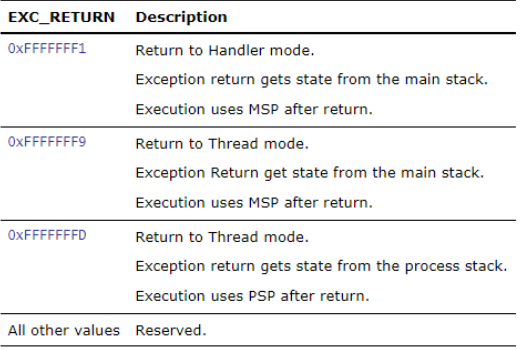 EXC_RETURN Description
0xFFFFFFF1 Return to Handler mode.
Exception return gets state from the main stack.
Execution uses MSP after return.
0xFFFFFFF9 Return to Thread mode.
Exception Return get state from the main stack.
Execution uses MSP after return.
0xFFFFFFFD Return to Thread mode.
Exception return gets state from the process stack.
Execution uses PSP after return.
All other values Reserved.